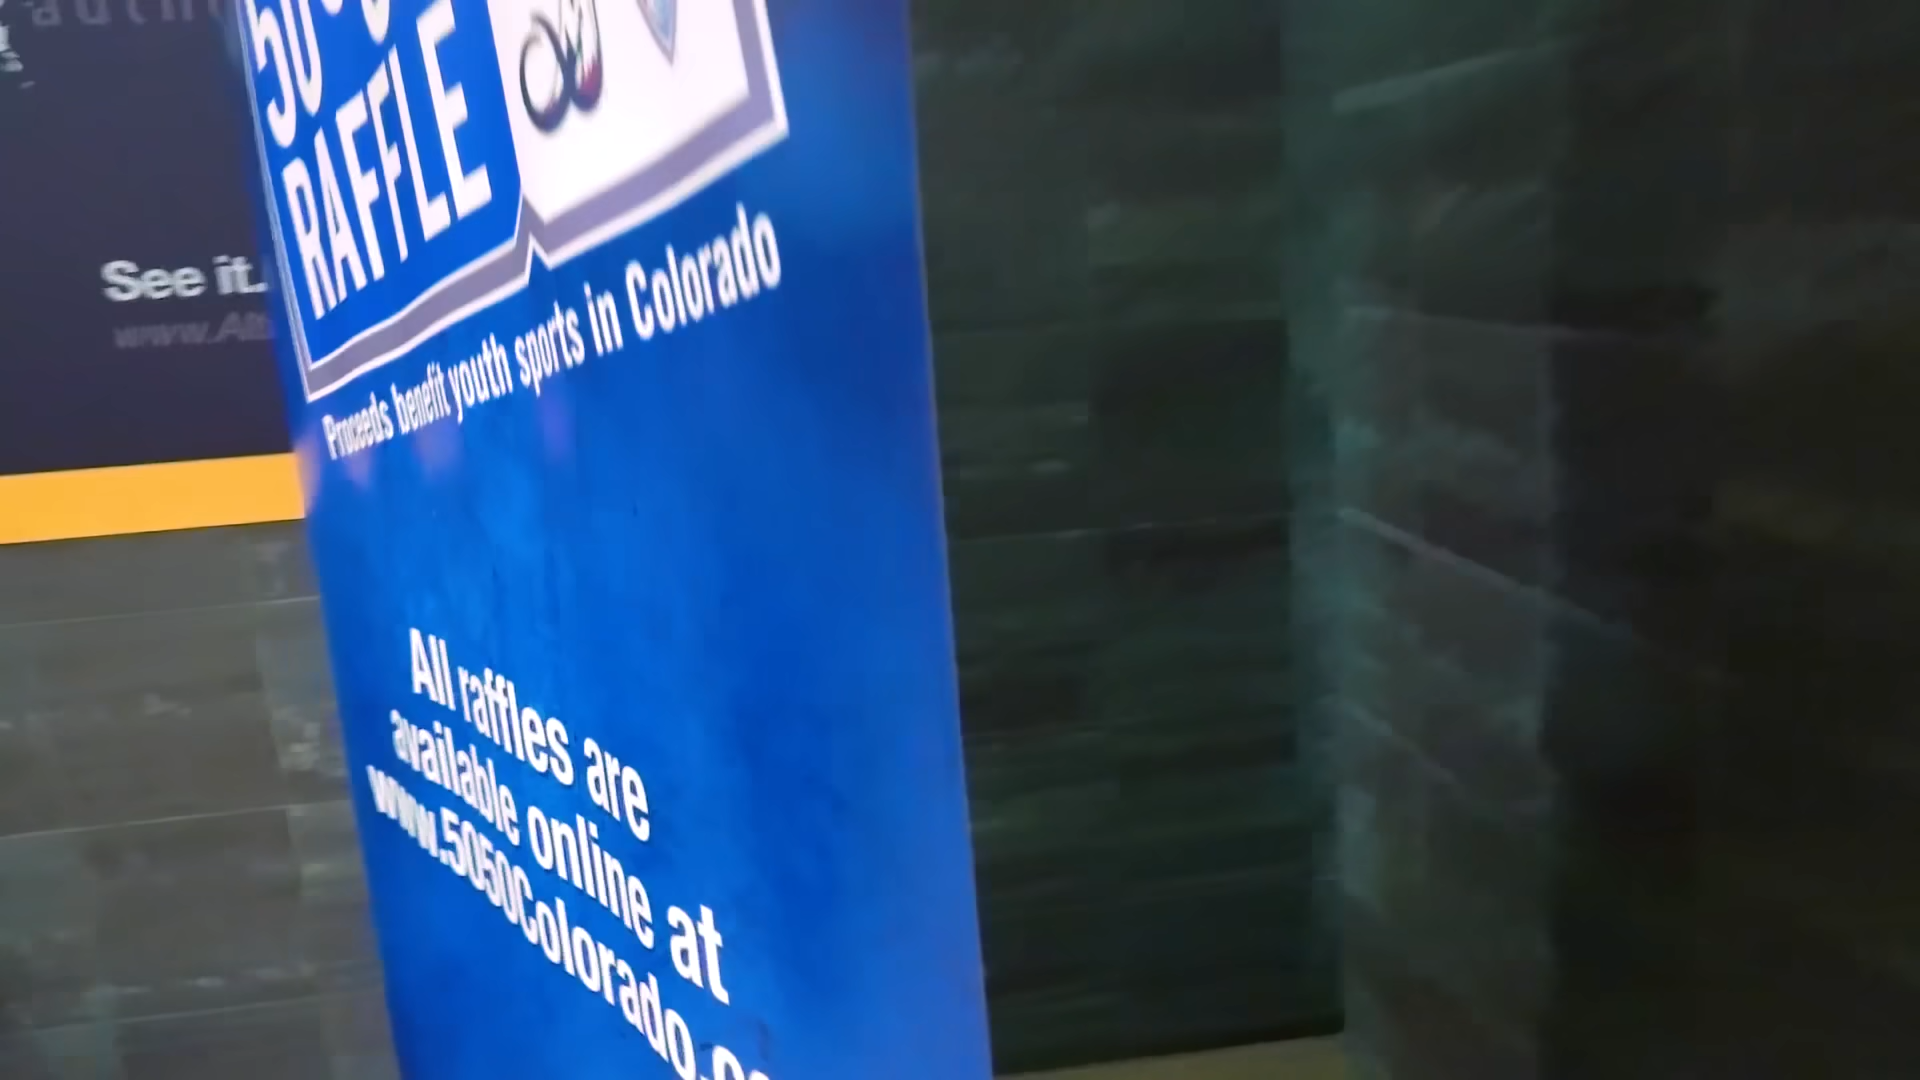 RAFFLE
Proceeds benefit youth sports in Colorado
All raffles are
available online at
www.5050Colorado.co
See it.